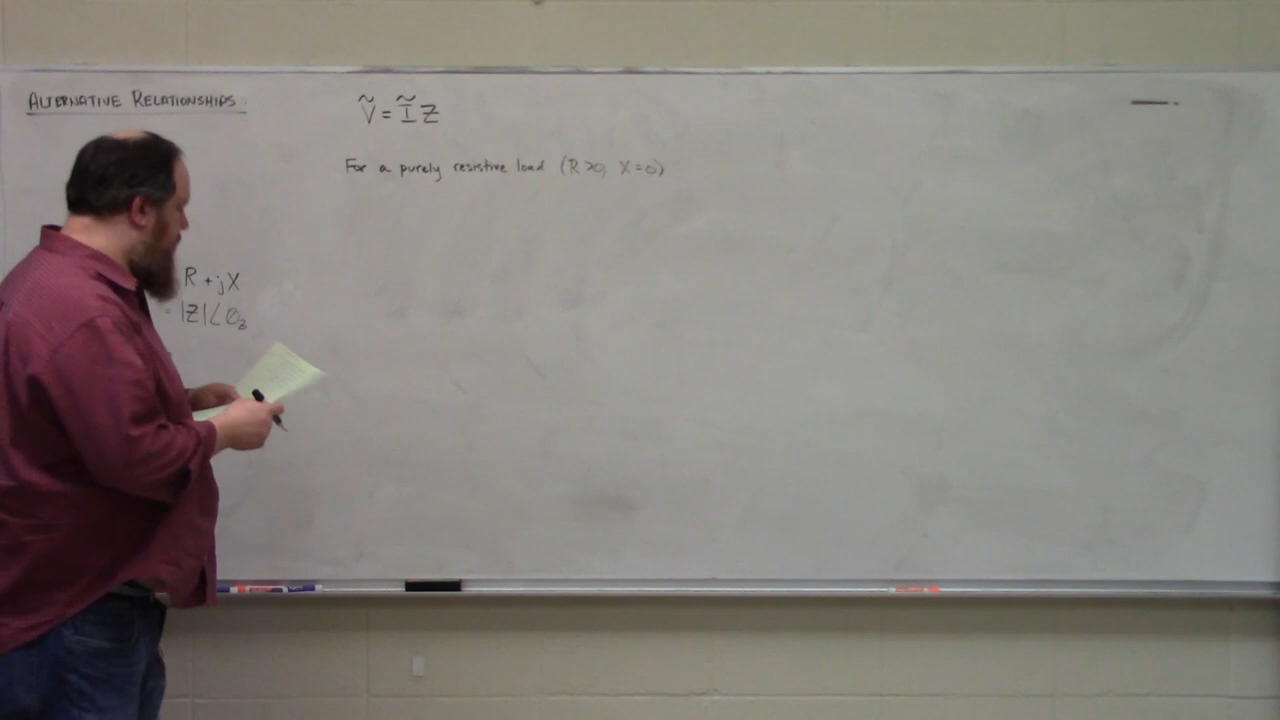 ALTERNATIVE RELATIONSHIPS:
Ṽ = Ĩ Z
For a purely resistive load (R>0, X=0)
R + jX
= |Z|∠θz